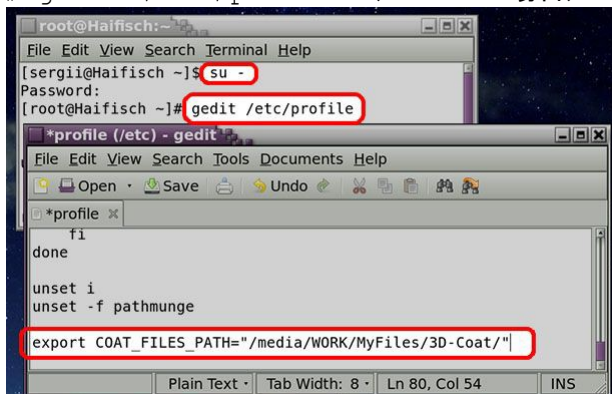 root@Haifisch:~
File Edit View Search Terminal Help
[sergii@Haifisch ~]$ su -
Password:
[root@Haifisch ~]# gedit /etc/profile
*profile (/etc) - gedit
File Edit View Search Tools Documents Help
Open Save Undo
*profile
fi
done
unset i
unset -f pathmunge
export COAT_FILES_PATH="/media/WORK/MyFiles/3D-Coat/"
Plain Text Tab Width: 8 Ln 80, Col 54 INS